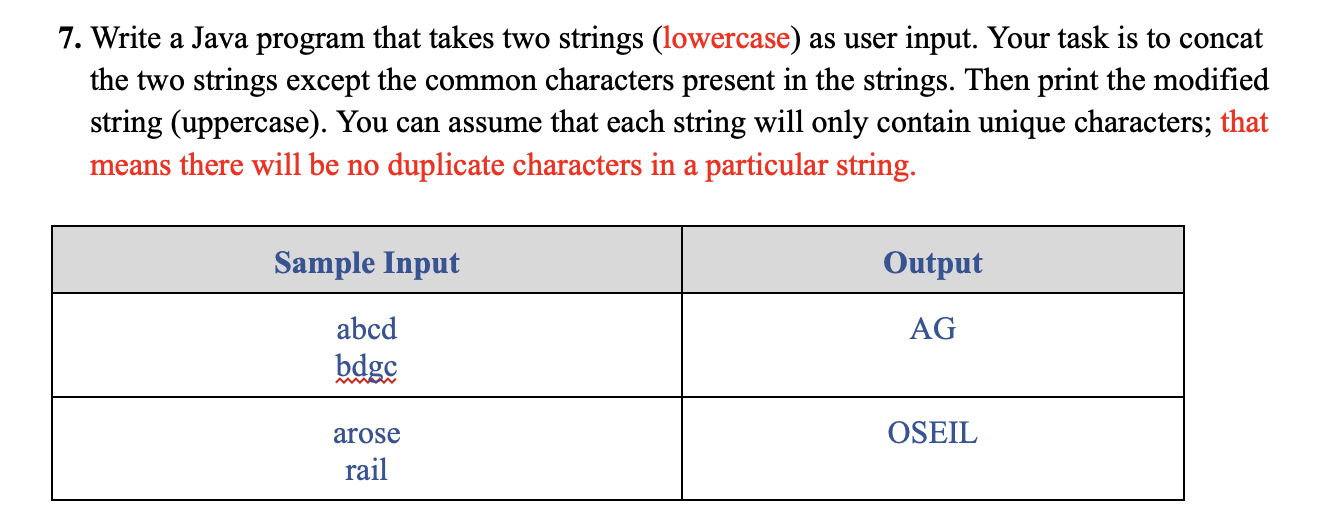 7. Write a Java program that takes two strings (lowercase) as user input. Your task is to concat
the two strings except the common characters present in the strings. Then print the modified
string (uppercase). You can assume that each string will only contain unique characters; that
means there will be no duplicate characters in a particular string.
Sample Input Output
abcd AG
bdgc
arose OSEIL
rail